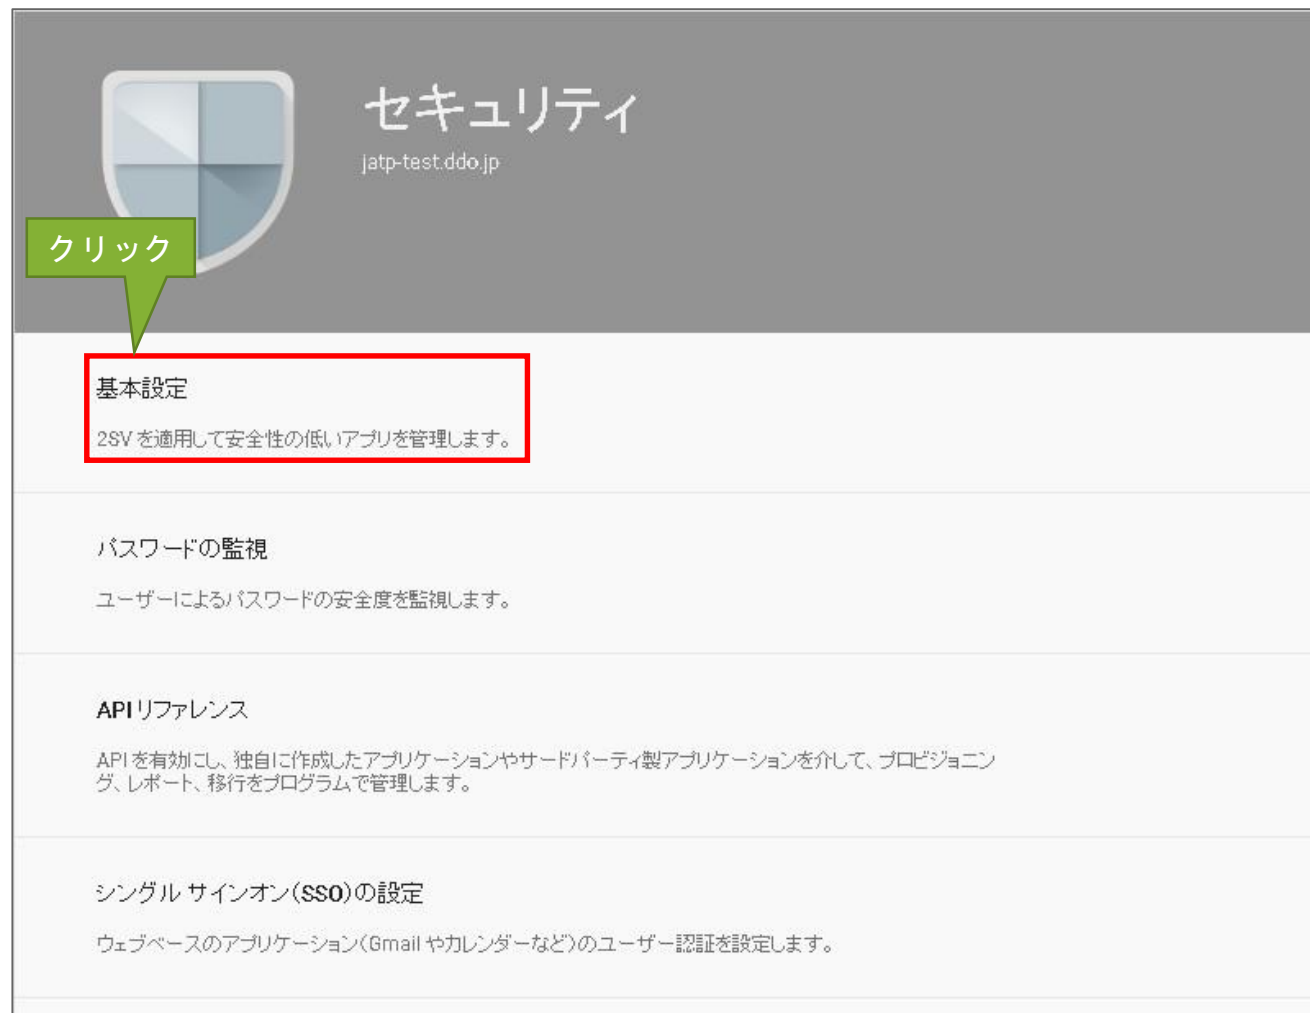 セキュリティ
jatp-test.ddo.jp
クリック
基本設定
2SV を適用して安全性の低いアプリを管理します。
パスワードの監視
ユーザーによるパスワードの安全度を監視します。
API リファレンス
API を有効にし、独自に作成したアプリケーションやサードパーティ製アプリケーションを介して、プロビジョニン
グ、レポート、移行をプログラムで管理します。
シングル サインオン(SSO)の設定
ウェブベースのアプリケーション(Gmail やカレンダーなど)のユーザー認証を設定します。